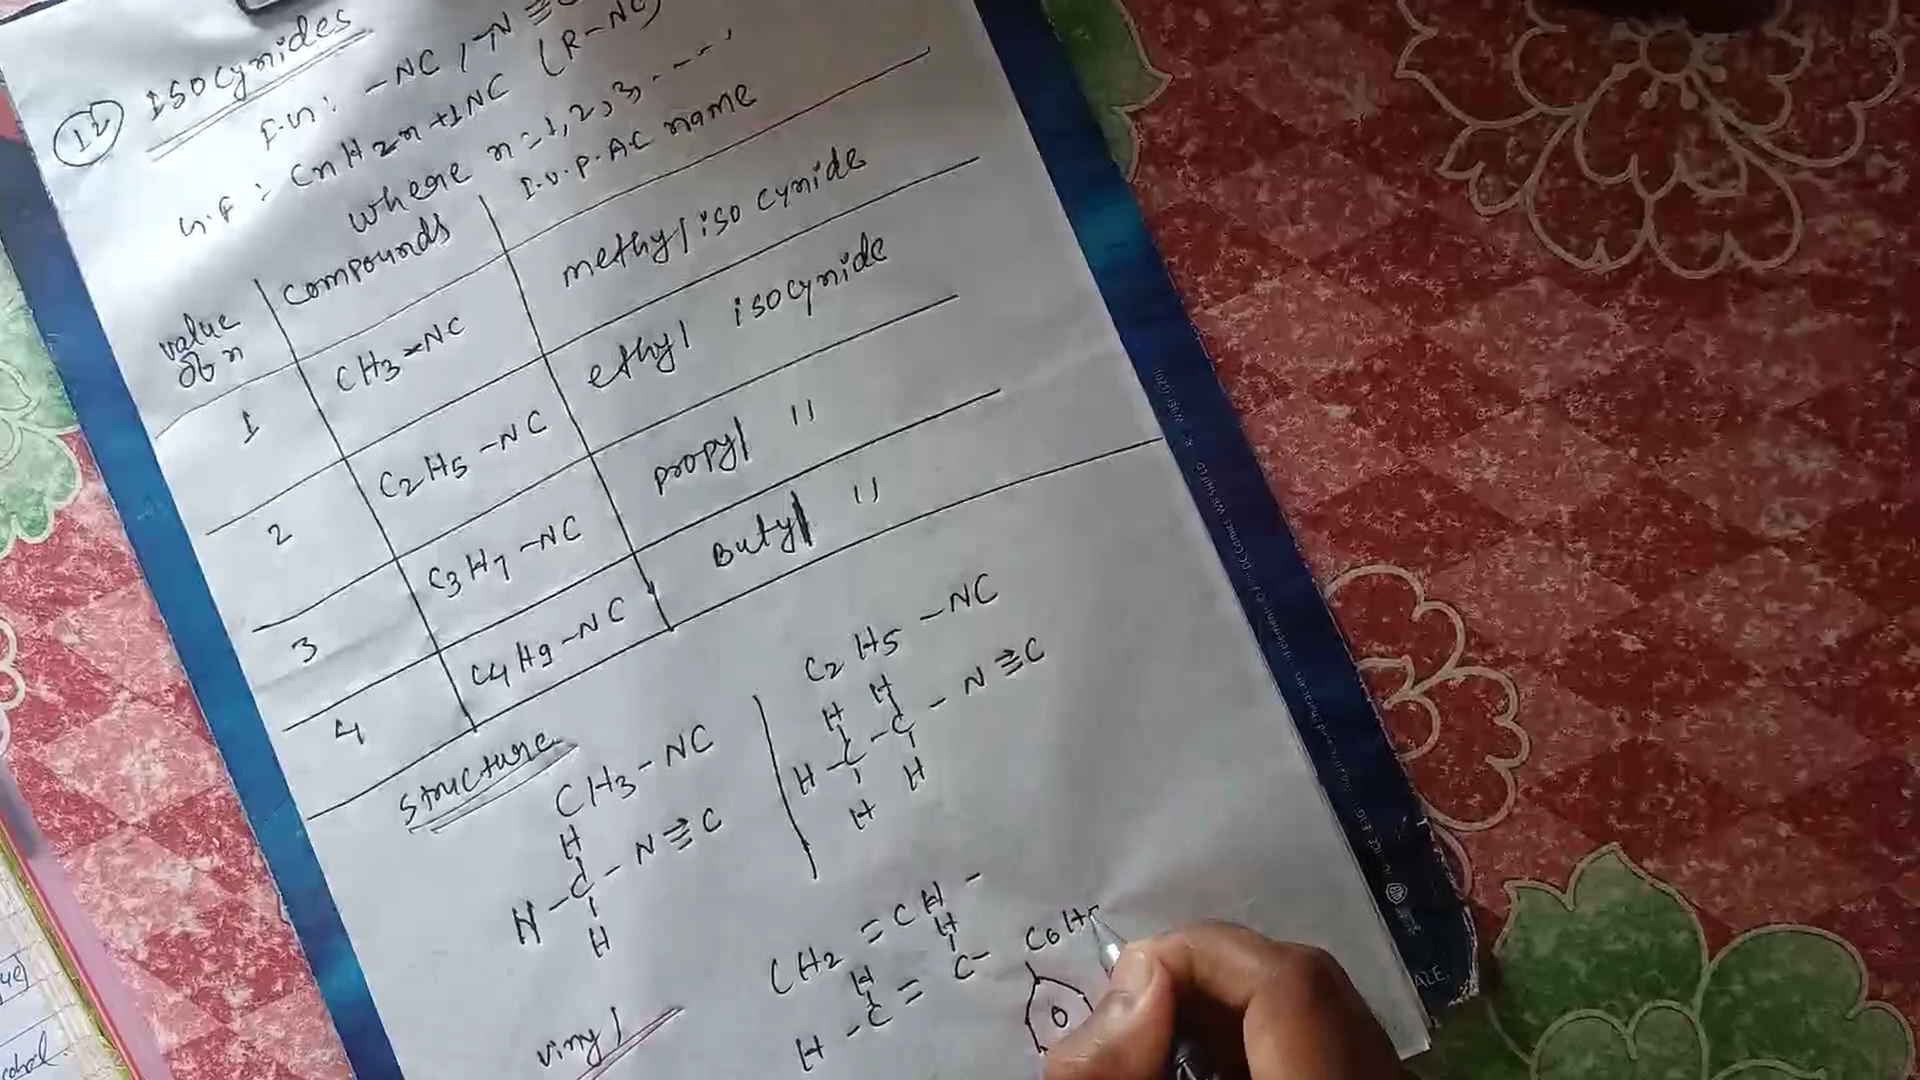 12 Isocynides
F.n: -NC, -N≡C
G.F: CnH2n+1NC (R-NC)
where n=1,2,3,----,
value of n | compounds | I.U.P.AC name
1 | CH3-NC | methyl iso cynide
2 | C2H5-NC | ethyl isocynide
3 | C3H7-NC | propyl "
4 | C4H9-NC | Butyl "
structure
CH3-NC
H
H-C-N≡C
H
C2H5-NC
H H
H-C-C-N≡C
H H
vinyl
CH2=CH-
H H
H-C=C-
C6H5